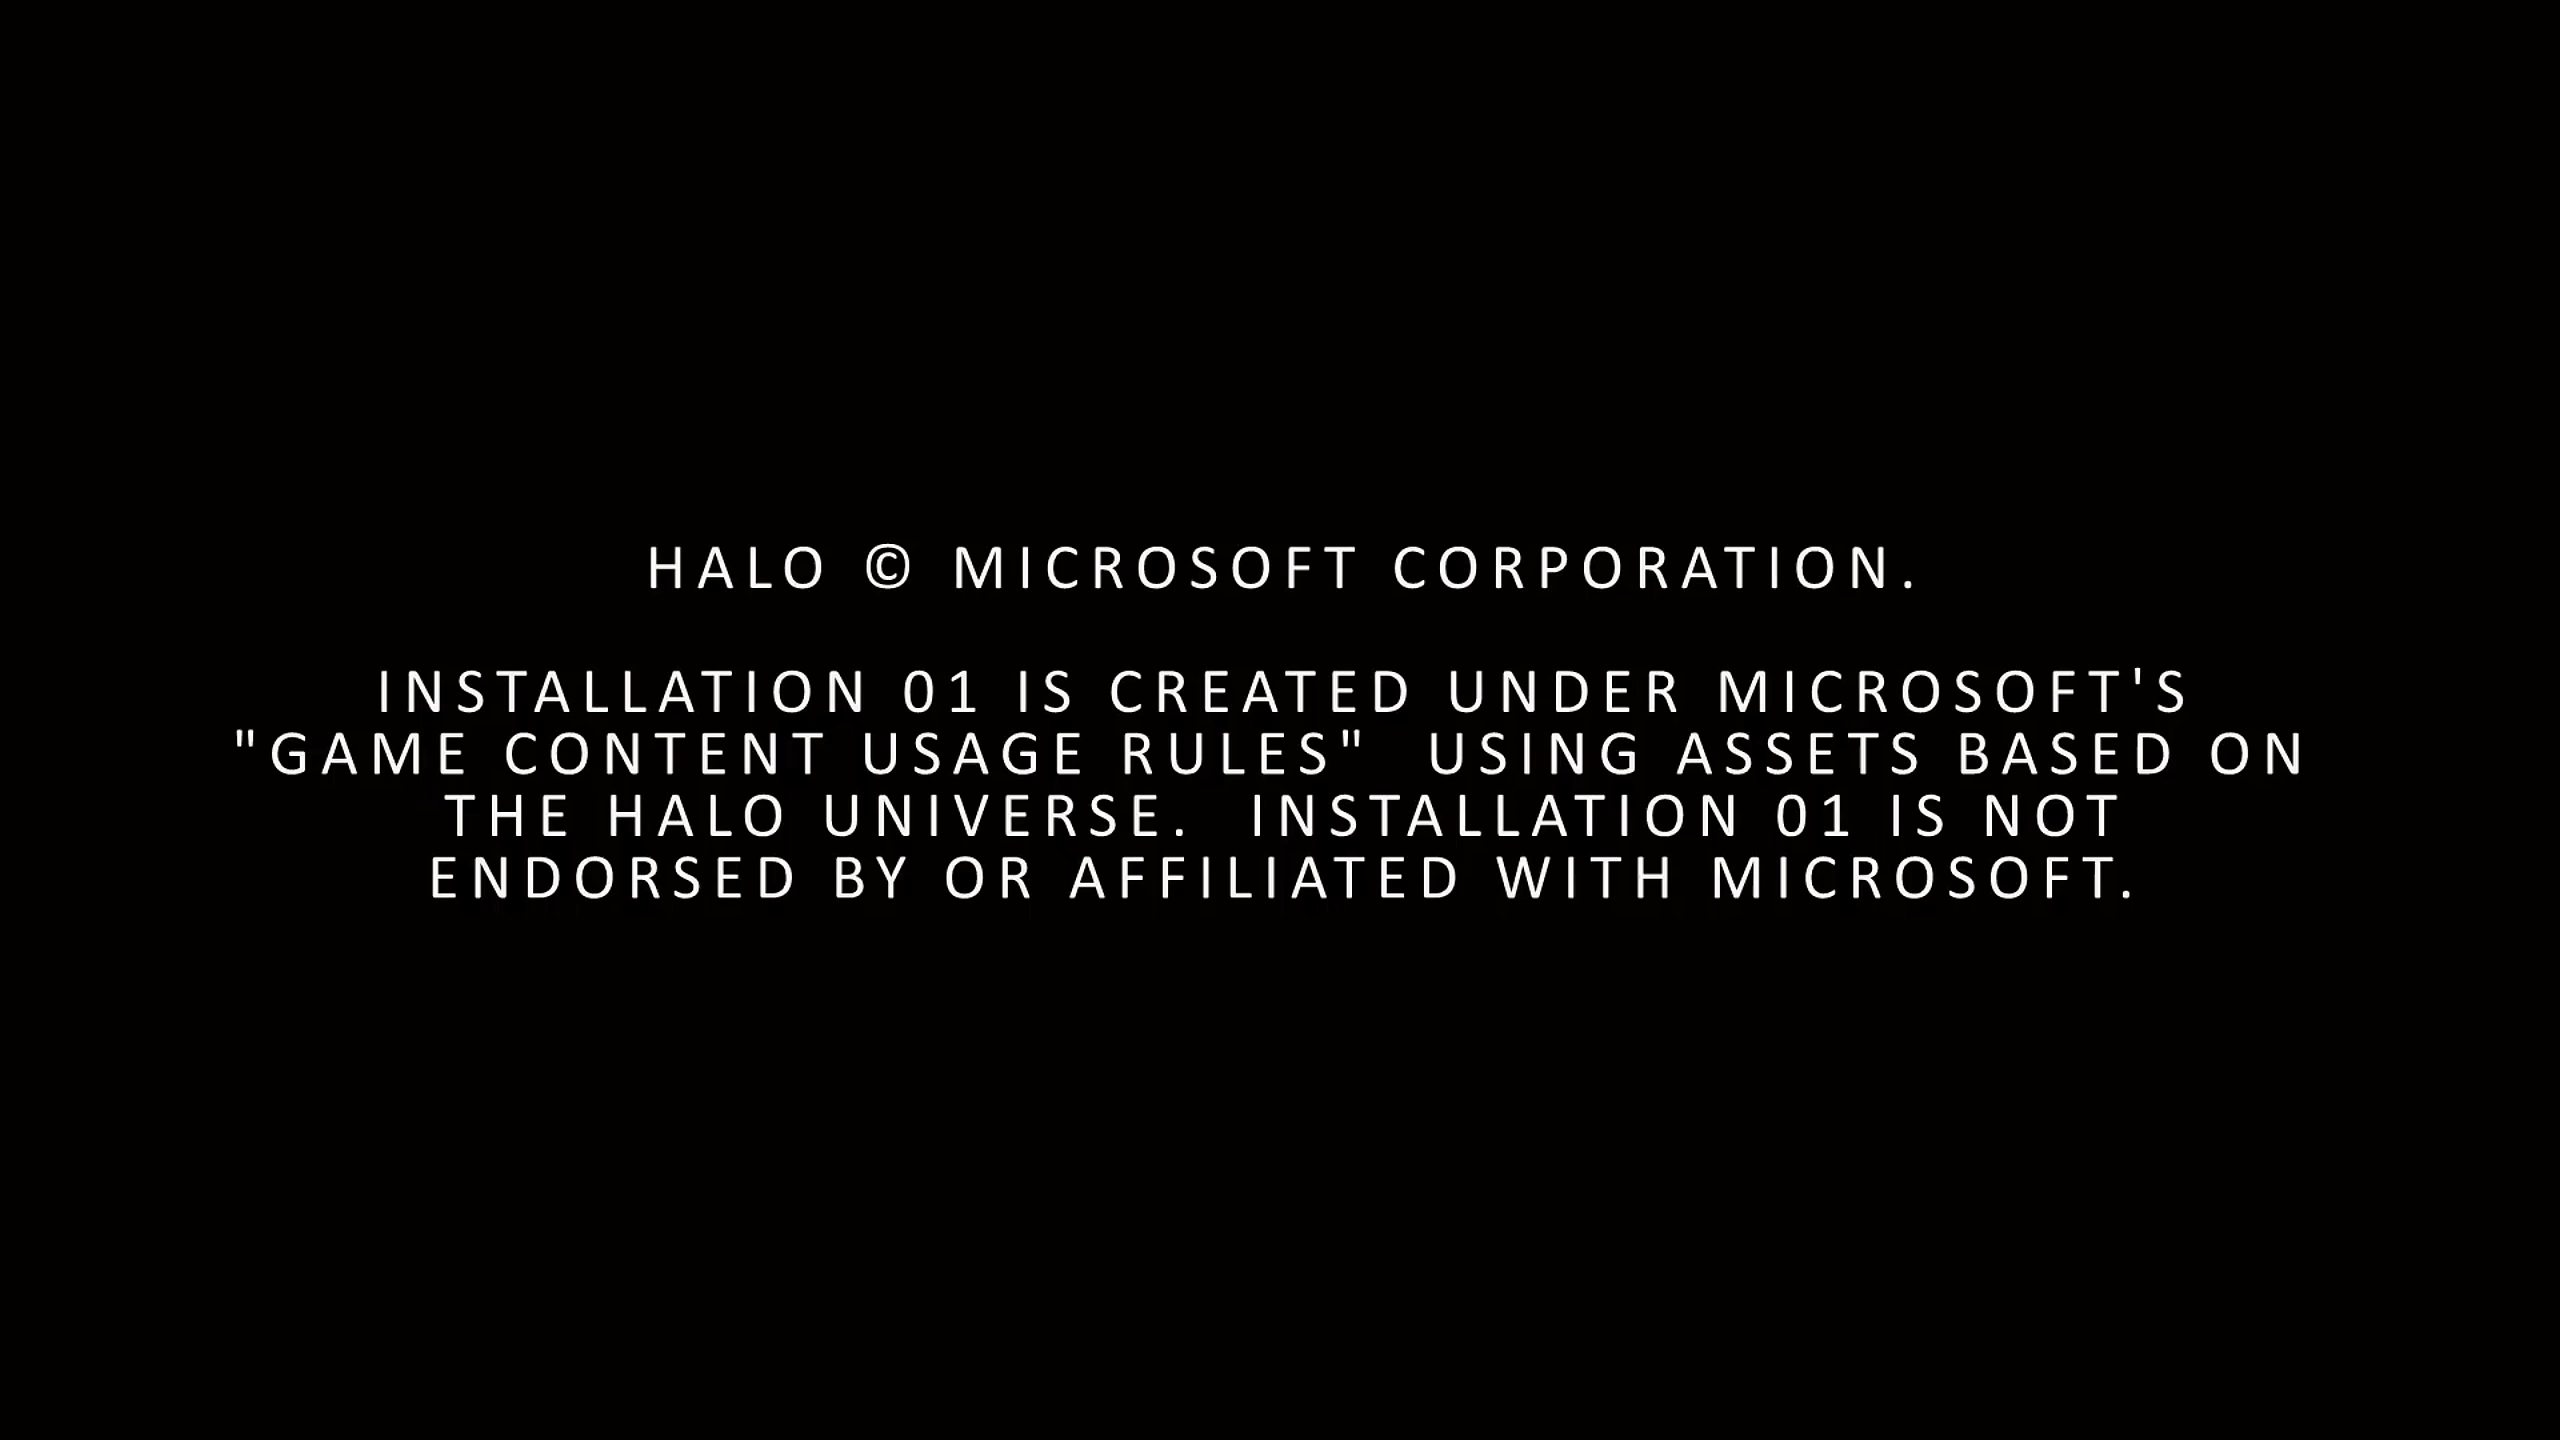 HALO © MICROSOFT CORPORATION.
INSTALLATION 01 IS CREATED UNDER MICROSOFT'S
"GAME CONTENT USAGE RULES"  USING ASSETS BASED ON
THE HALO UNIVERSE.  INSTALLATION 01 IS NOT
ENDORSED BY OR AFFILIATED WITH MICROSOFT.